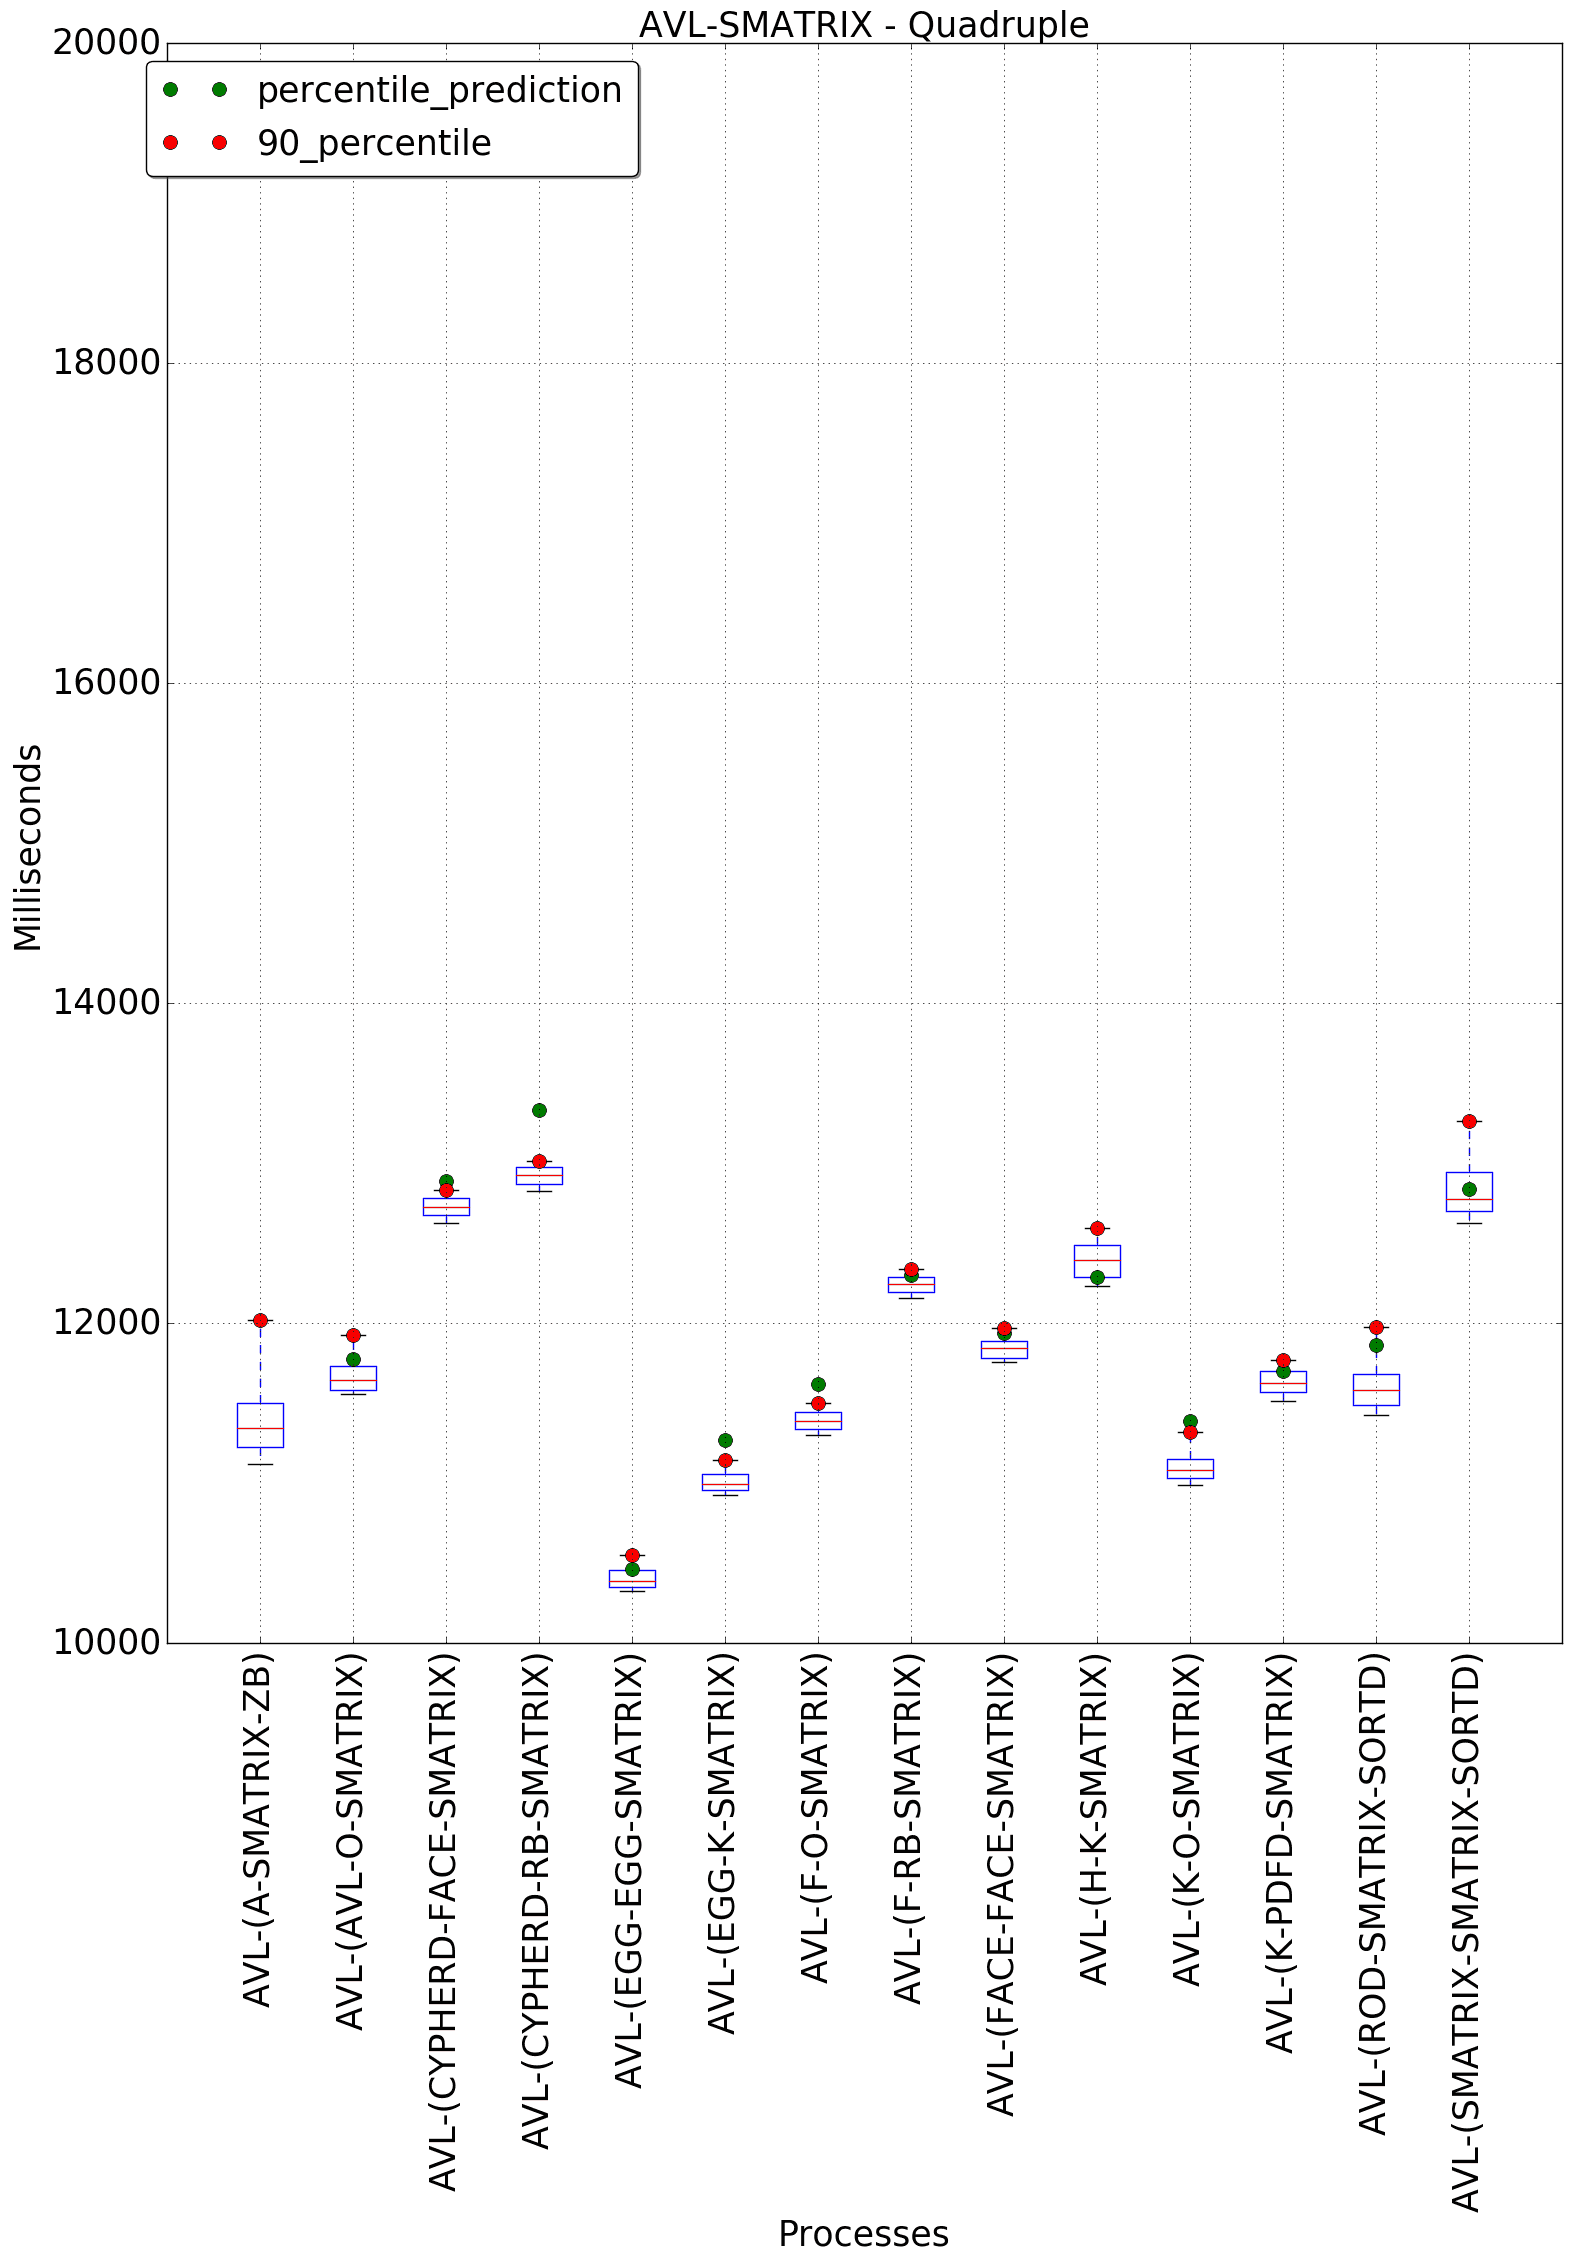 AVL-SMATRIX - Quadruple
percentile_prediction
90_percentile
20000
18000
16000
14000
12000
10000
Milliseconds
AVL-(A-SMATRIX-ZB)
AVL-(AVL-O-SMATRIX)
AVL-(CYPHERD-FACE-SMATRIX)
AVL-(CYPHERD-RB-SMATRIX)
AVL-(EGG-EGG-SMATRIX)
AVL-(EGG-K-SMATRIX)
AVL-(F-O-SMATRIX)
AVL-(F-RB-SMATRIX)
AVL-(FACE-FACE-SMATRIX)
AVL-(H-K-SMATRIX)
AVL-(K-O-SMATRIX)
AVL-(K-PDFD-SMATRIX)
AVL-(ROD-SMATRIX-SORTD)
AVL-(SMATRIX-SMATRIX-SORTD)
Processes